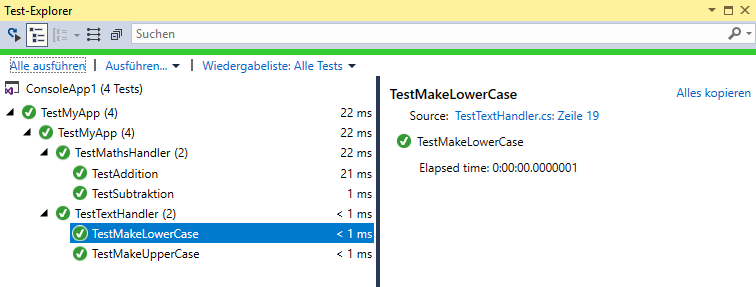 Test-Explorer
Suchen
Alle ausführen | Ausführen... | Wiedergabeliste: Alle Tests
ConsoleApp1 (4 Tests)
TestMyApp (4) 22 ms
TestMyApp (4) 22 ms
TestMathsHandler (2) 22 ms
TestAddition 21 ms
TestSubtraktion 1 ms
TestTextHandler (2) < 1 ms
TestMakeLowerCase < 1 ms
TestMakeUpperCase < 1 ms
TestMakeLowerCase Alles kopieren
Source: TestTextHandler.cs: Zeile 19
TestMakeLowerCase
Elapsed time: 0:00:00.0000001